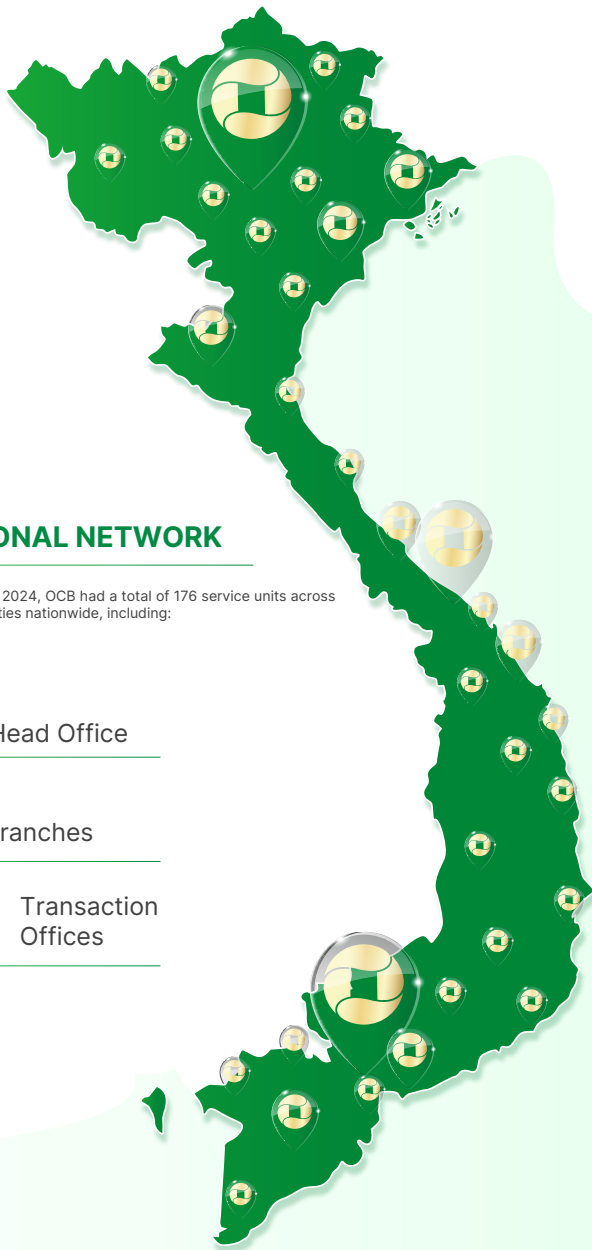 ONAL NETWORK
2024, OCB had a total of 176 service units across
ties nationwide, including:
Head Office
ranches
Transaction
Offices